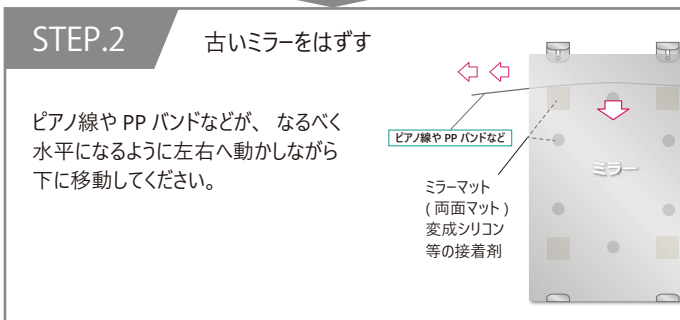 STEP.2
古いミラーをはずす
ピアノ線や PP バンドなどが、 なるべく
水平になるように左右へ動かしながら
下に移動してください。
ピアノ線や PP バンドなど
ミラー
ミラーマット
( 両面マット )
変成シリコン
等の接着剤